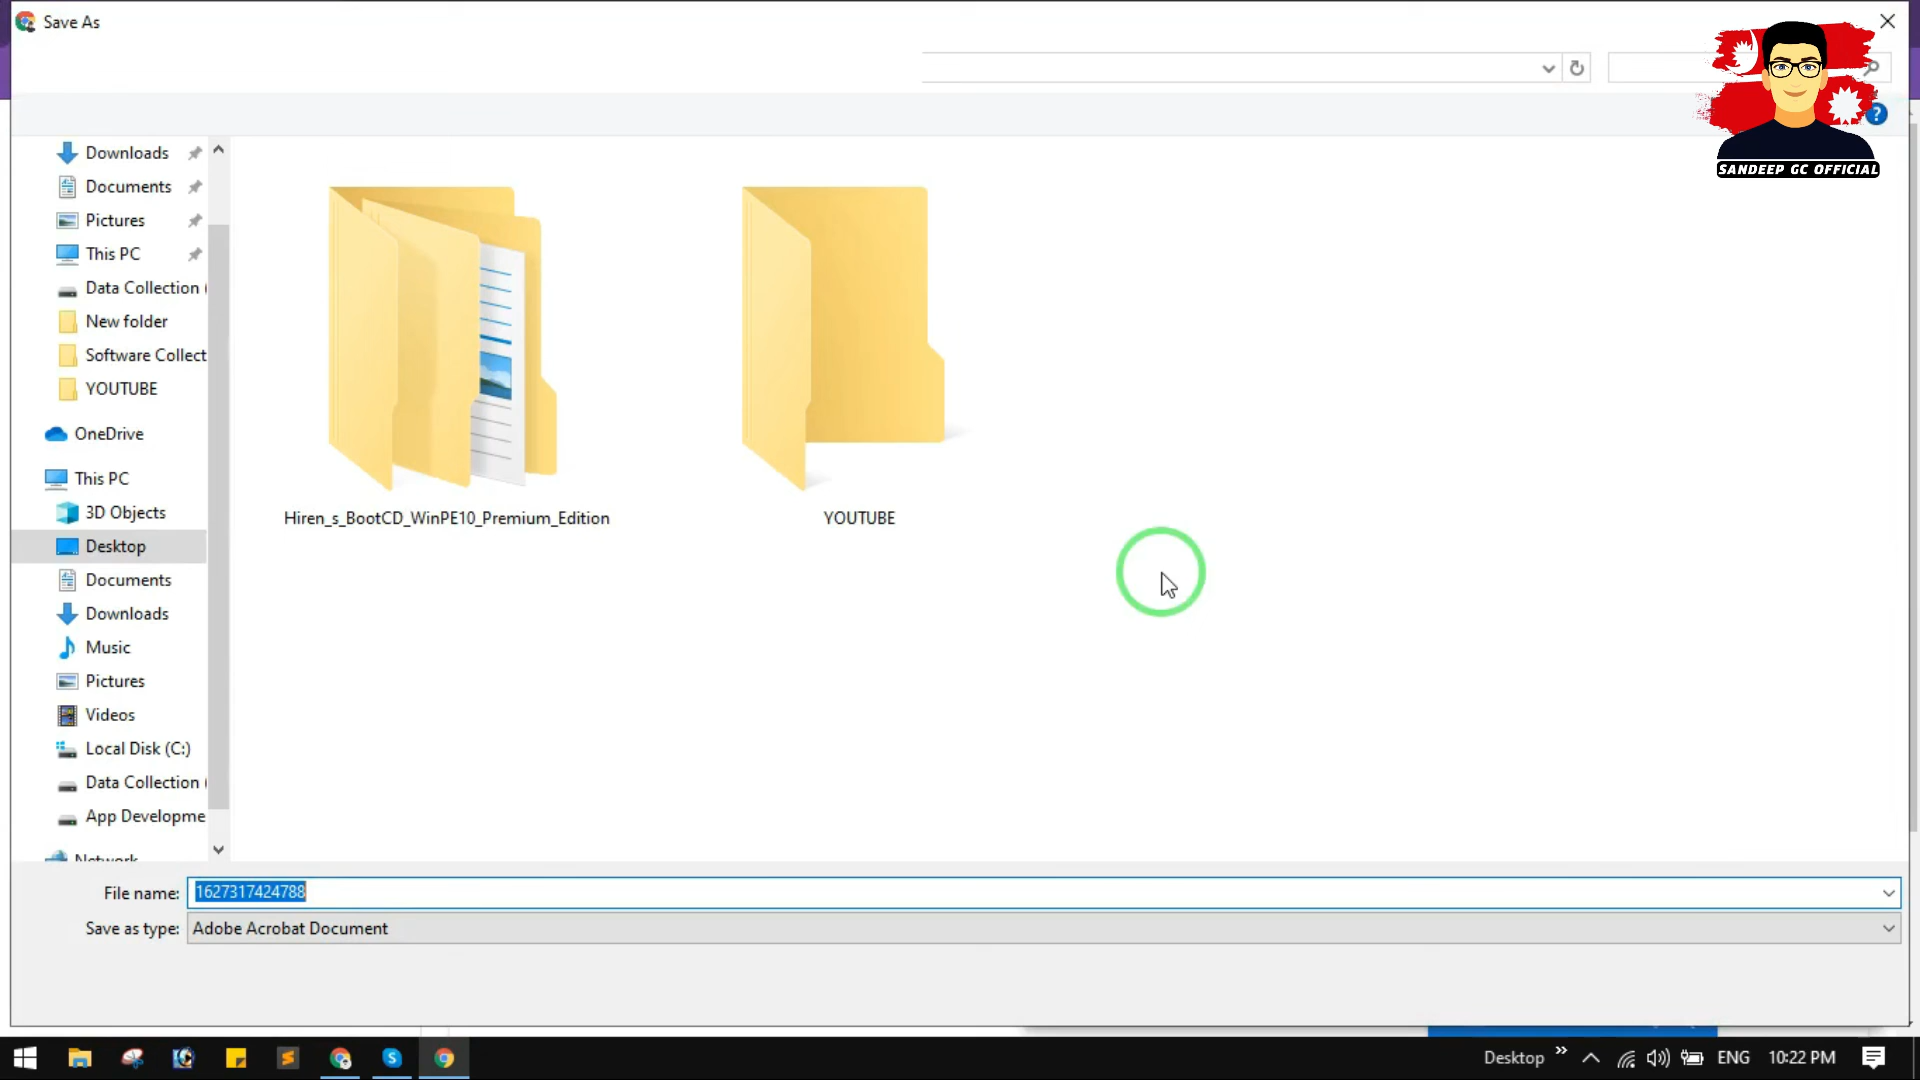 Save As
SANDEEP GC OFFICIAL
Downloads
Documents
Pictures
This PC
Data Collection (
New folder
Software Collect
YOUTUBE
OneDrive
This PC
3D Objects
Desktop
Documents
Downloads
Music
Pictures
Videos
Local Disk (C:)
Data Collection (
App Developme
Network
Hiren_s_BootCD_WinPE10_Premium_Edition
YOUTUBE
File name: 1627317424788
Save as type: Adobe Acrobat Document
Desktop » ENG 10:22 PM